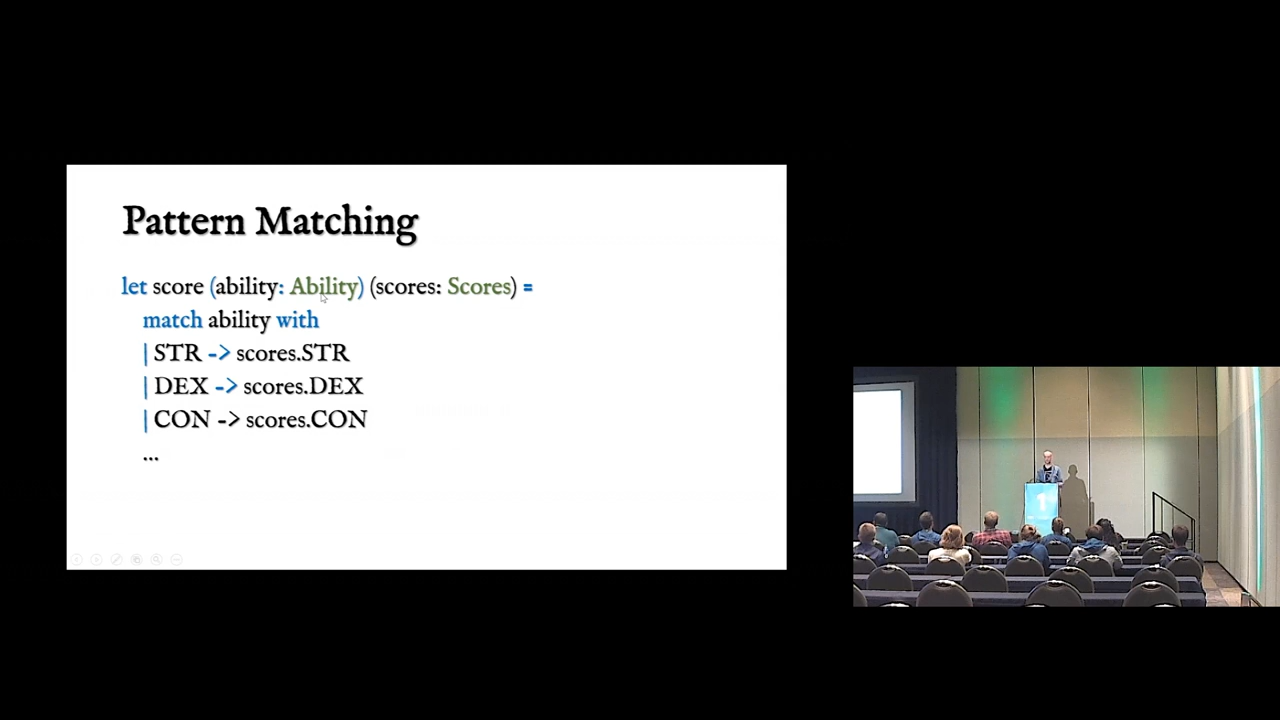 Pattern Matching
let score (ability: Ability) (scores: Scores) =
match ability with
| STR -> scores.STR
| DEX -> scores.DEX
| CON -> scores.CON
...
1